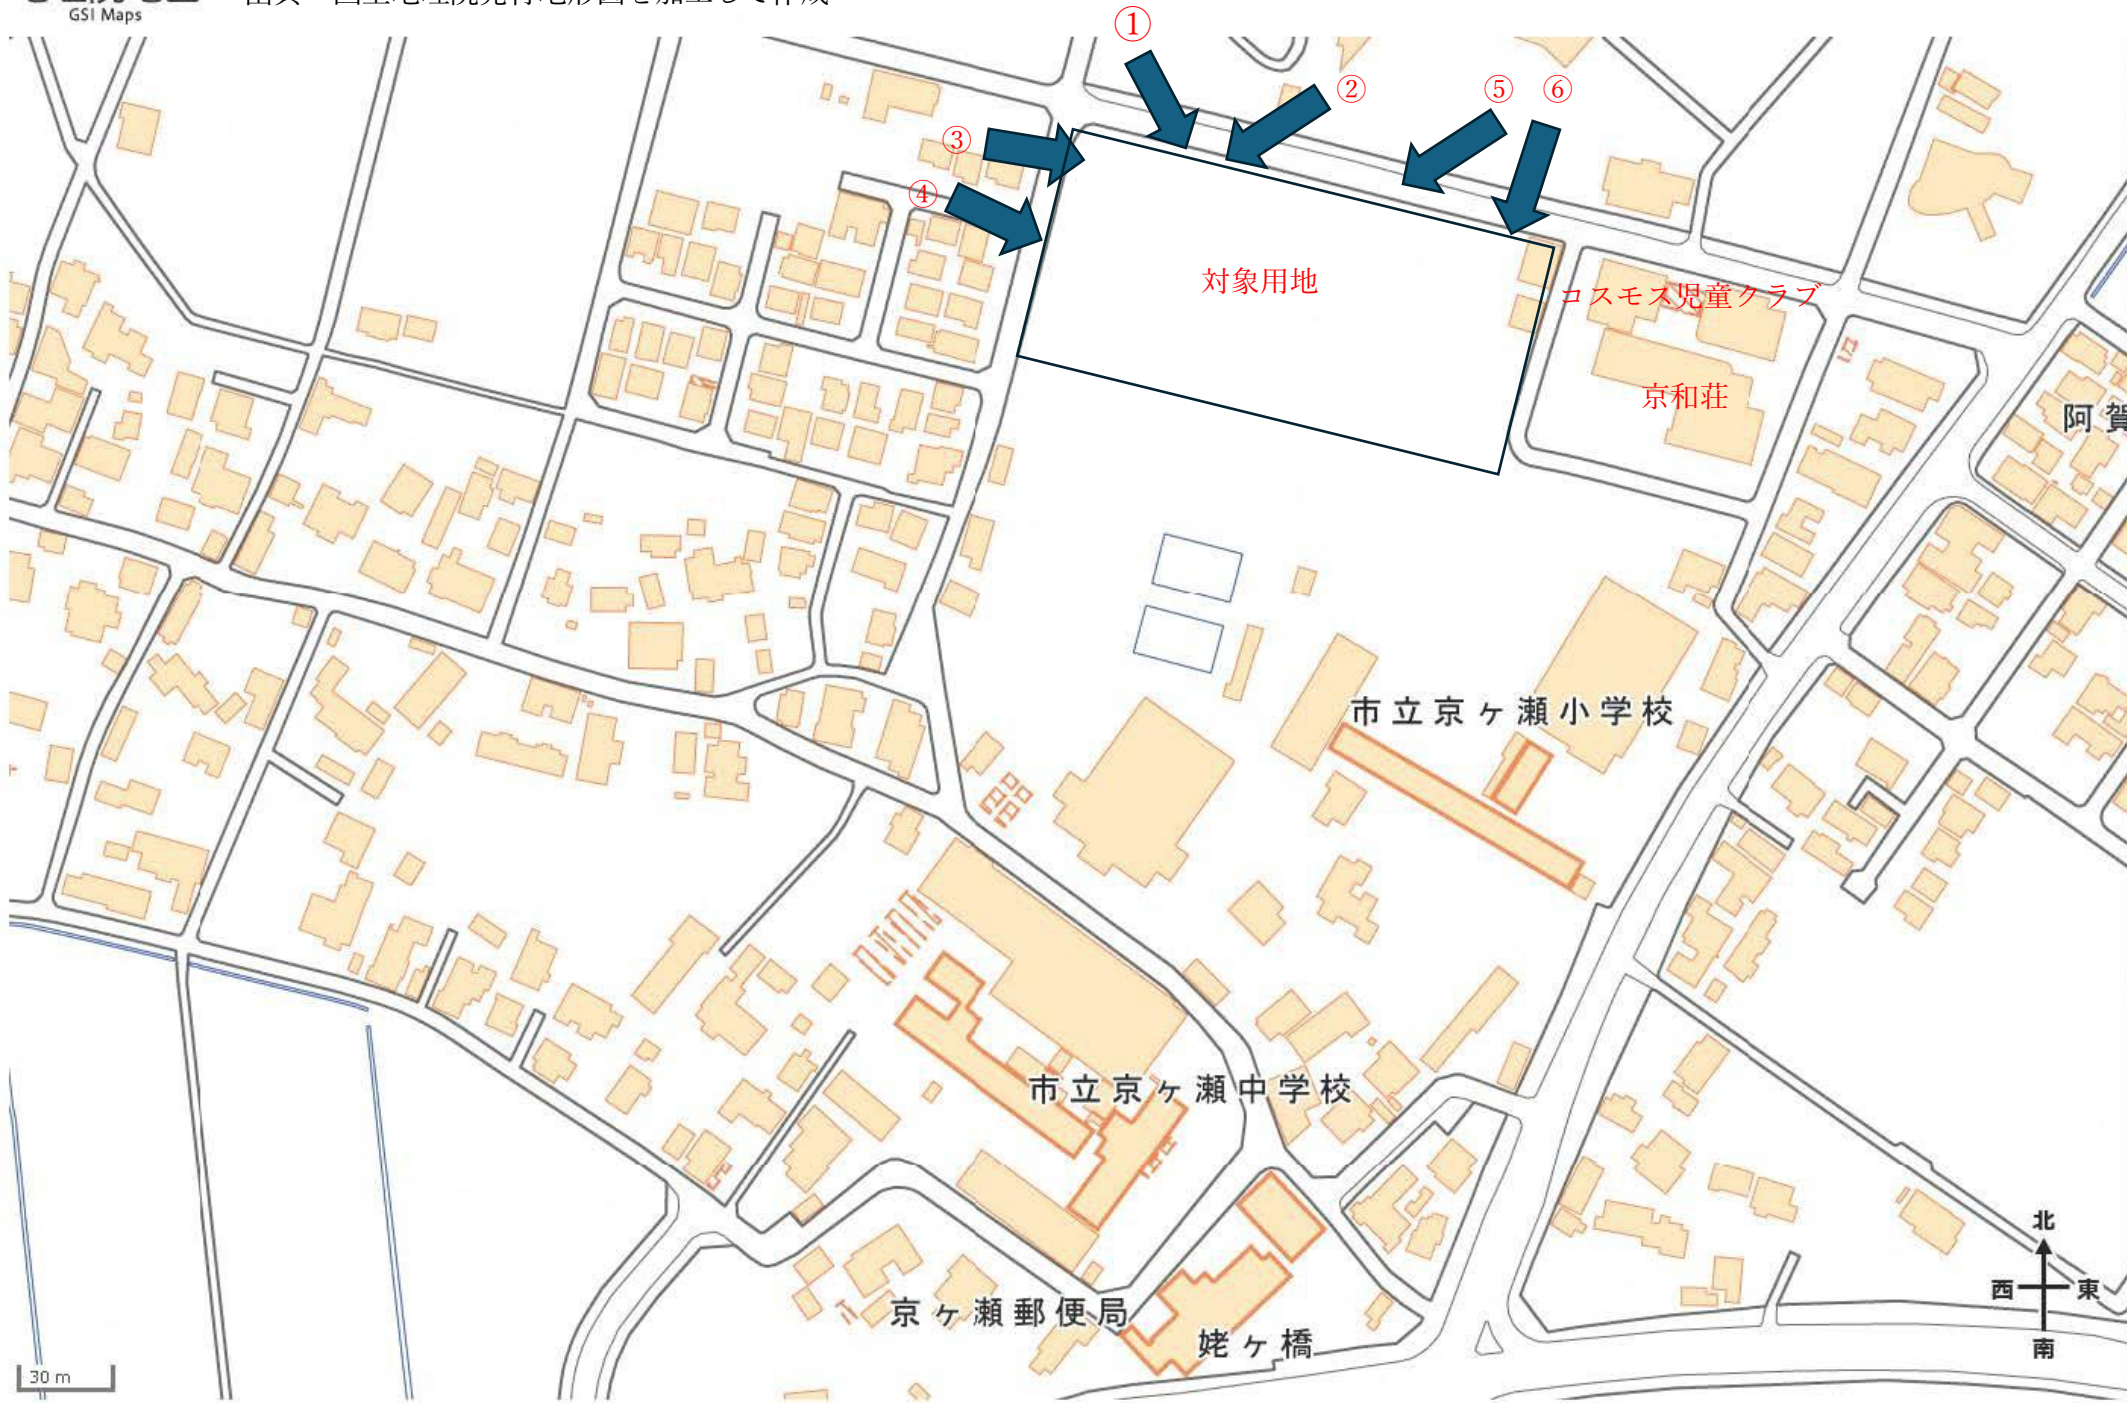 GSI Maps
①
②
⑤
⑥
③
④
対象用地
コスモス児童クラブ
京和荘
阿賀
市立京ヶ瀬小学校
市立京ヶ瀬中学校
京ヶ瀬郵便局
姥ヶ橋
北
西
東
南
30 m